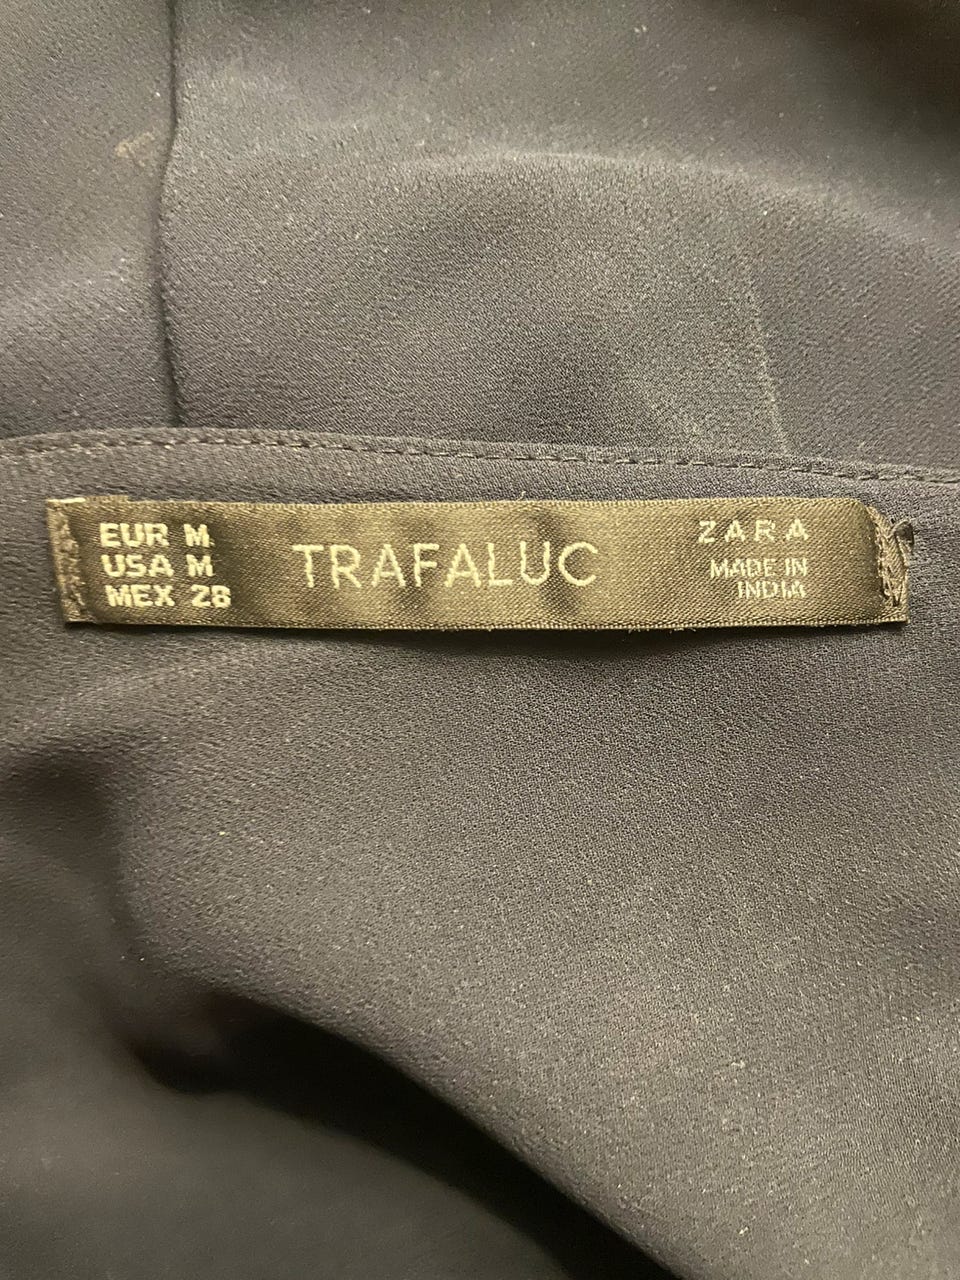 EUR M
USA M
MEX 28
TRAFALUC
ZARA
MADE IN
INDIA